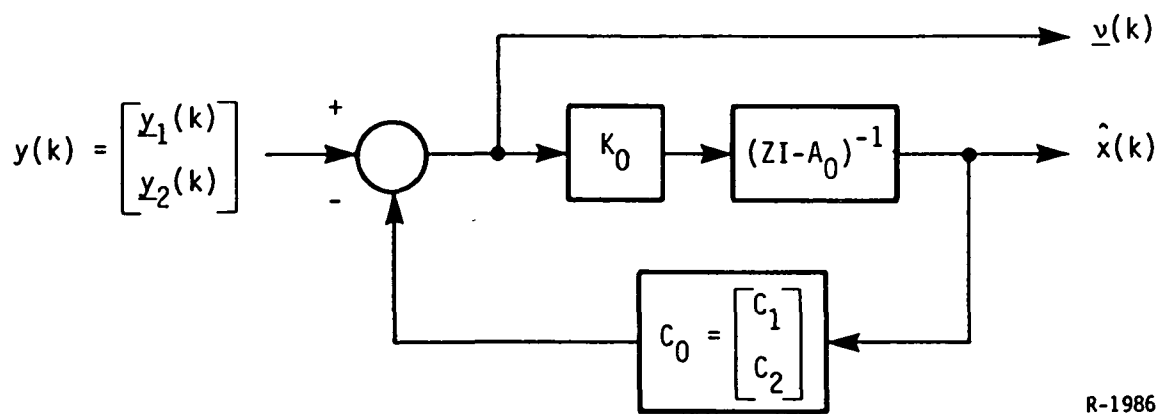 ν(k)
+
y(k) = [y₁(k) y₂(k)]
-
K₀
(ZI-A₀)⁻¹
x̂(k)
C₀ = [C₁ C₂]
R-1986